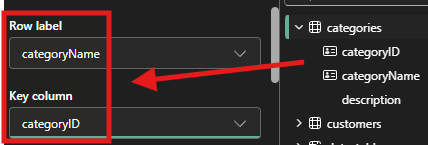 Row label
categoryName
Key column
categoryID
categories
categoryID
categoryName
description
customers